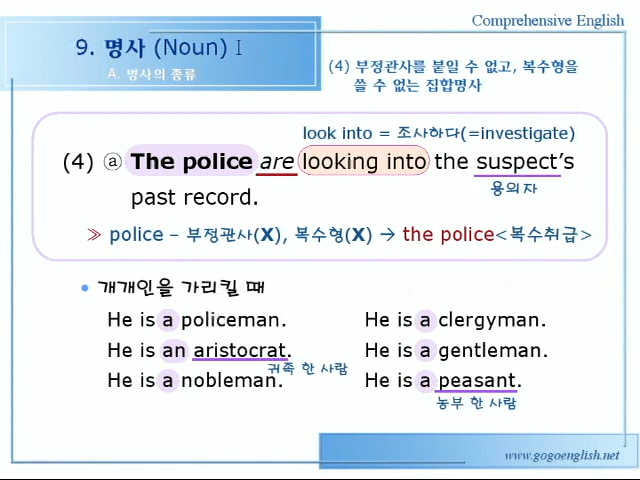 Comprehensive English
9. 명사 (Noun) I
A. 명사의 종류
(4) 부정관사를 붙일 수 없고, 복수형을
쓸 수 없는 집합명사
look into = 조사하다(=investigate)
(4) ⓐ The police are looking into the suspect's
용의자
past record.
≫ police – 부정관사(X), 복수형(X) → the police<복수취급>
• 개개인을 가리킬 때
He is a policeman.
He is an aristocrat.
귀족 한 사람
He is a nobleman.
He is a clergyman.
He is a gentleman.
He is a peasant.
농부 한 사람
www.gogoenglish.net